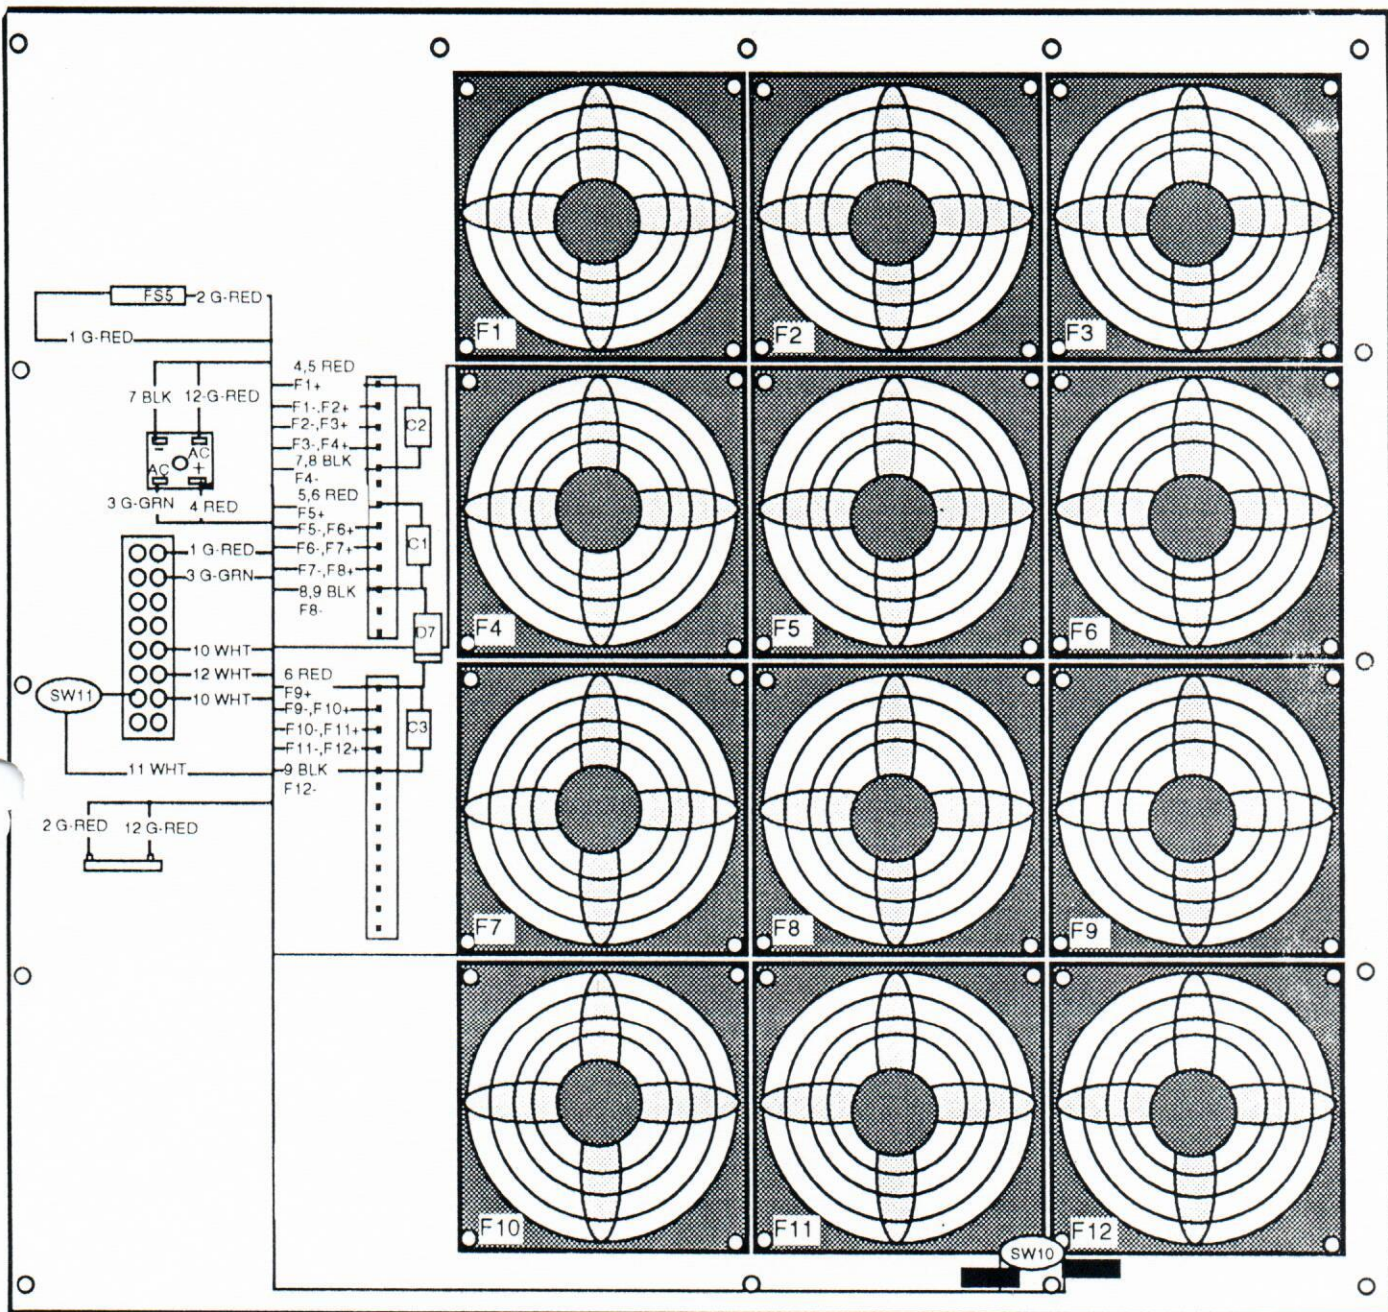 F1
F2
F3
FS5
2 G-RED
1 G-RED
4,5 RED
F1+
7 BLK
12-G-RED
F1-,F2+
F2-,F3+
C2
F3-,F4+
7,8 BLK
F4-
AC
AC
-
+
3 G-GRN
4 RED
5,6 RED
F5+
F5-,F6+
1 G-RED
F6-,F7+
C1
3 G-GRN
F7-,F8+
8,9 BLK
F8-
F4
F5
F6
D7
10 WHT
12 WHT
6 RED
F9+
SW11
10 WHT
F9-,F10+
F10-,F11+
C3
F11-,F12+
11 WHT
9 BLK
F12-
2 G-RED
12 G-RED
F7
F8
F9
F10
F11
F12
SW10